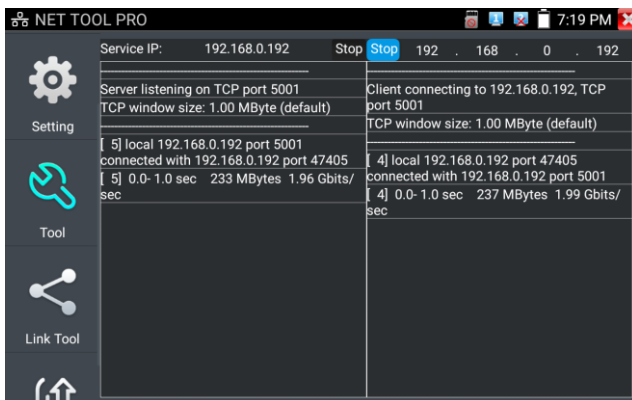 NET TOOL PRO
7:19 PM
Setting
Tool
Link Tool
Service IP: 192.168.0.192 Stop
Server listening on TCP port 5001
TCP window size: 1.00 MByte (default)
[ 5] local 192.168.0.192 port 5001
connected with 192.168.0.192 port 47405
[ 5] 0.0- 1.0 sec 233 MBytes 1.96 Gbits/
sec
Stop 192 . 168 . 0 . 192
Client connecting to 192.168.0.192, TCP
port 5001
TCP window size: 1.00 MByte (default)
[ 4] local 192.168.0.192 port 47405
connected with 192.168.0.192 port 5001
[ 4] 0.0- 1.0 sec 237 MBytes 1.99 Gbits/
sec